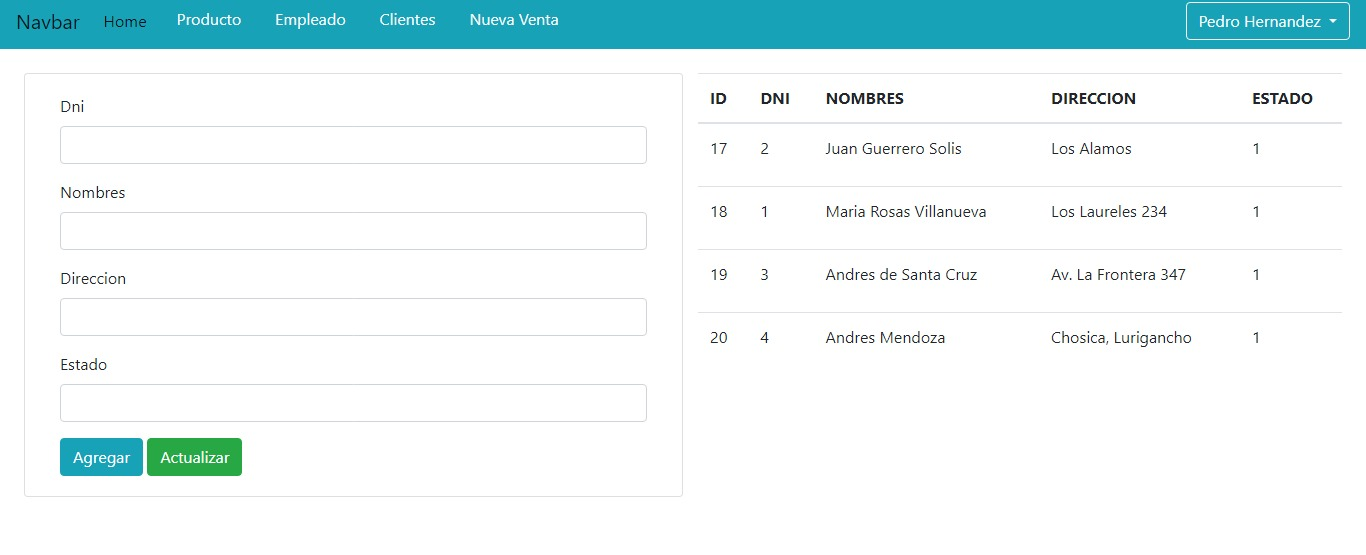 Navbar Home Producto Empleado Clientes Nueva Venta Pedro Hernandez
Dni
Nombres
Direccion
Estado
Agregar Actualizar
ID DNI NOMBRES DIRECCION ESTADO
17 2 Juan Guerrero Solis Los Alamos 1
18 1 Maria Rosas Villanueva Los Laureles 234 1
19 3 Andres de Santa Cruz Av. La Frontera 347 1
20 4 Andres Mendoza Chosica, Lurigancho 1